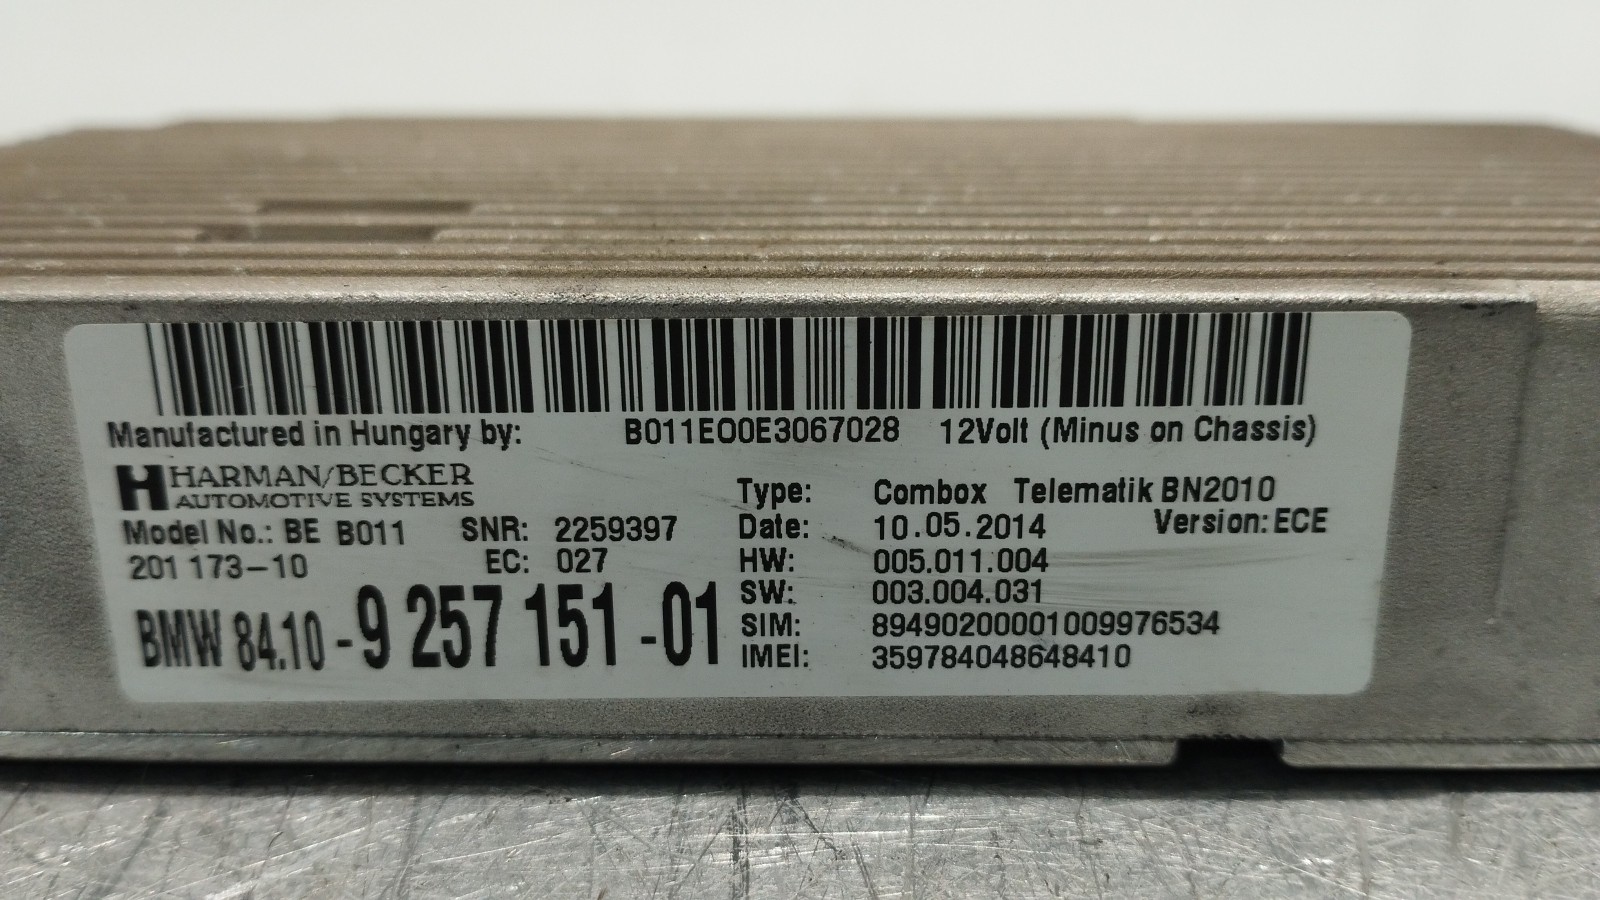 Manufactured in Hungary by: B011EO0E3067028 12Volt (Minus on Chassis)
HARMAN/BECKER
AUTOMOTIVE SYSTEMS
Type: Combox Telematik BN2010
Model No.: BE B011 SNR: 2259397 Date: 10.05.2014 Version: ECE
201 173-10 EC: 027 HW: 005.011.004
SW: 003.004.031
BMW 84.10-9 257 151-01 SIM: 89490200001009976534
IMEI: 359784048648410